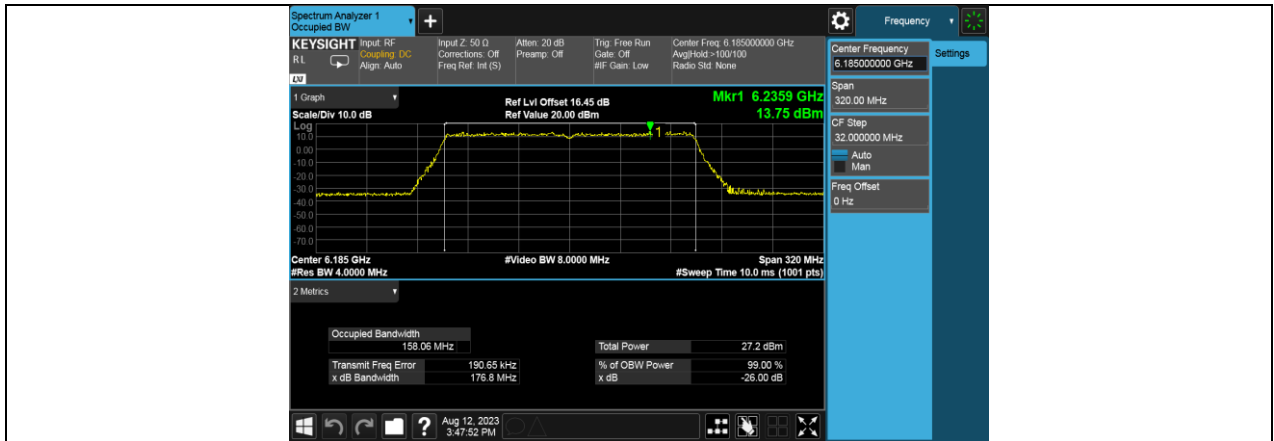 Spectrum Analyzer 1
Occupied BW
Frequency
KEYSIGHT
RL
LXI
Input: RF
Coupling: DC
Align: Auto
Input Z: 50 Ω
Corrections: Off
Freq Ref: Int (S)
Atten: 20 dB
Preamp: Off
Trig: Free Run
Gate: Off
#IF Gain: Low
Center Freq: 6.185000000 GHz
Avg|Hold:>100/100
Radio Std: None
Center Frequency
6.185000000 GHz
Settings
Span
320.00 MHz
CF Step
32.000000 MHz
Auto
Man
Freq Offset
0 Hz
1 Graph
Scale/Div 10.0 dB
Ref Lvl Offset 16.45 dB
Ref Value 20.00 dBm
Mkr1 6.2359 GHz
13.75 dBm
Log
10.0
0.00
-10.0
-20.0
-30.0
-40.0
-50.0
-60.0
-70.0
1
Center 6.185 GHz
#Video BW 8.0000 MHz
Span 320 MHz
#Res BW 4.0000 MHz
#Sweep Time 10.0 ms (1001 pts)
2 Metrics
Occupied Bandwidth
158.06 MHz
Total Power 27.2 dBm
Transmit Freq Error 190.65 kHz
% of OBW Power 99.00 %
x dB Bandwidth 176.8 MHz
x dB -26.00 dB
?
Aug 12, 2023
3:47:52 PM